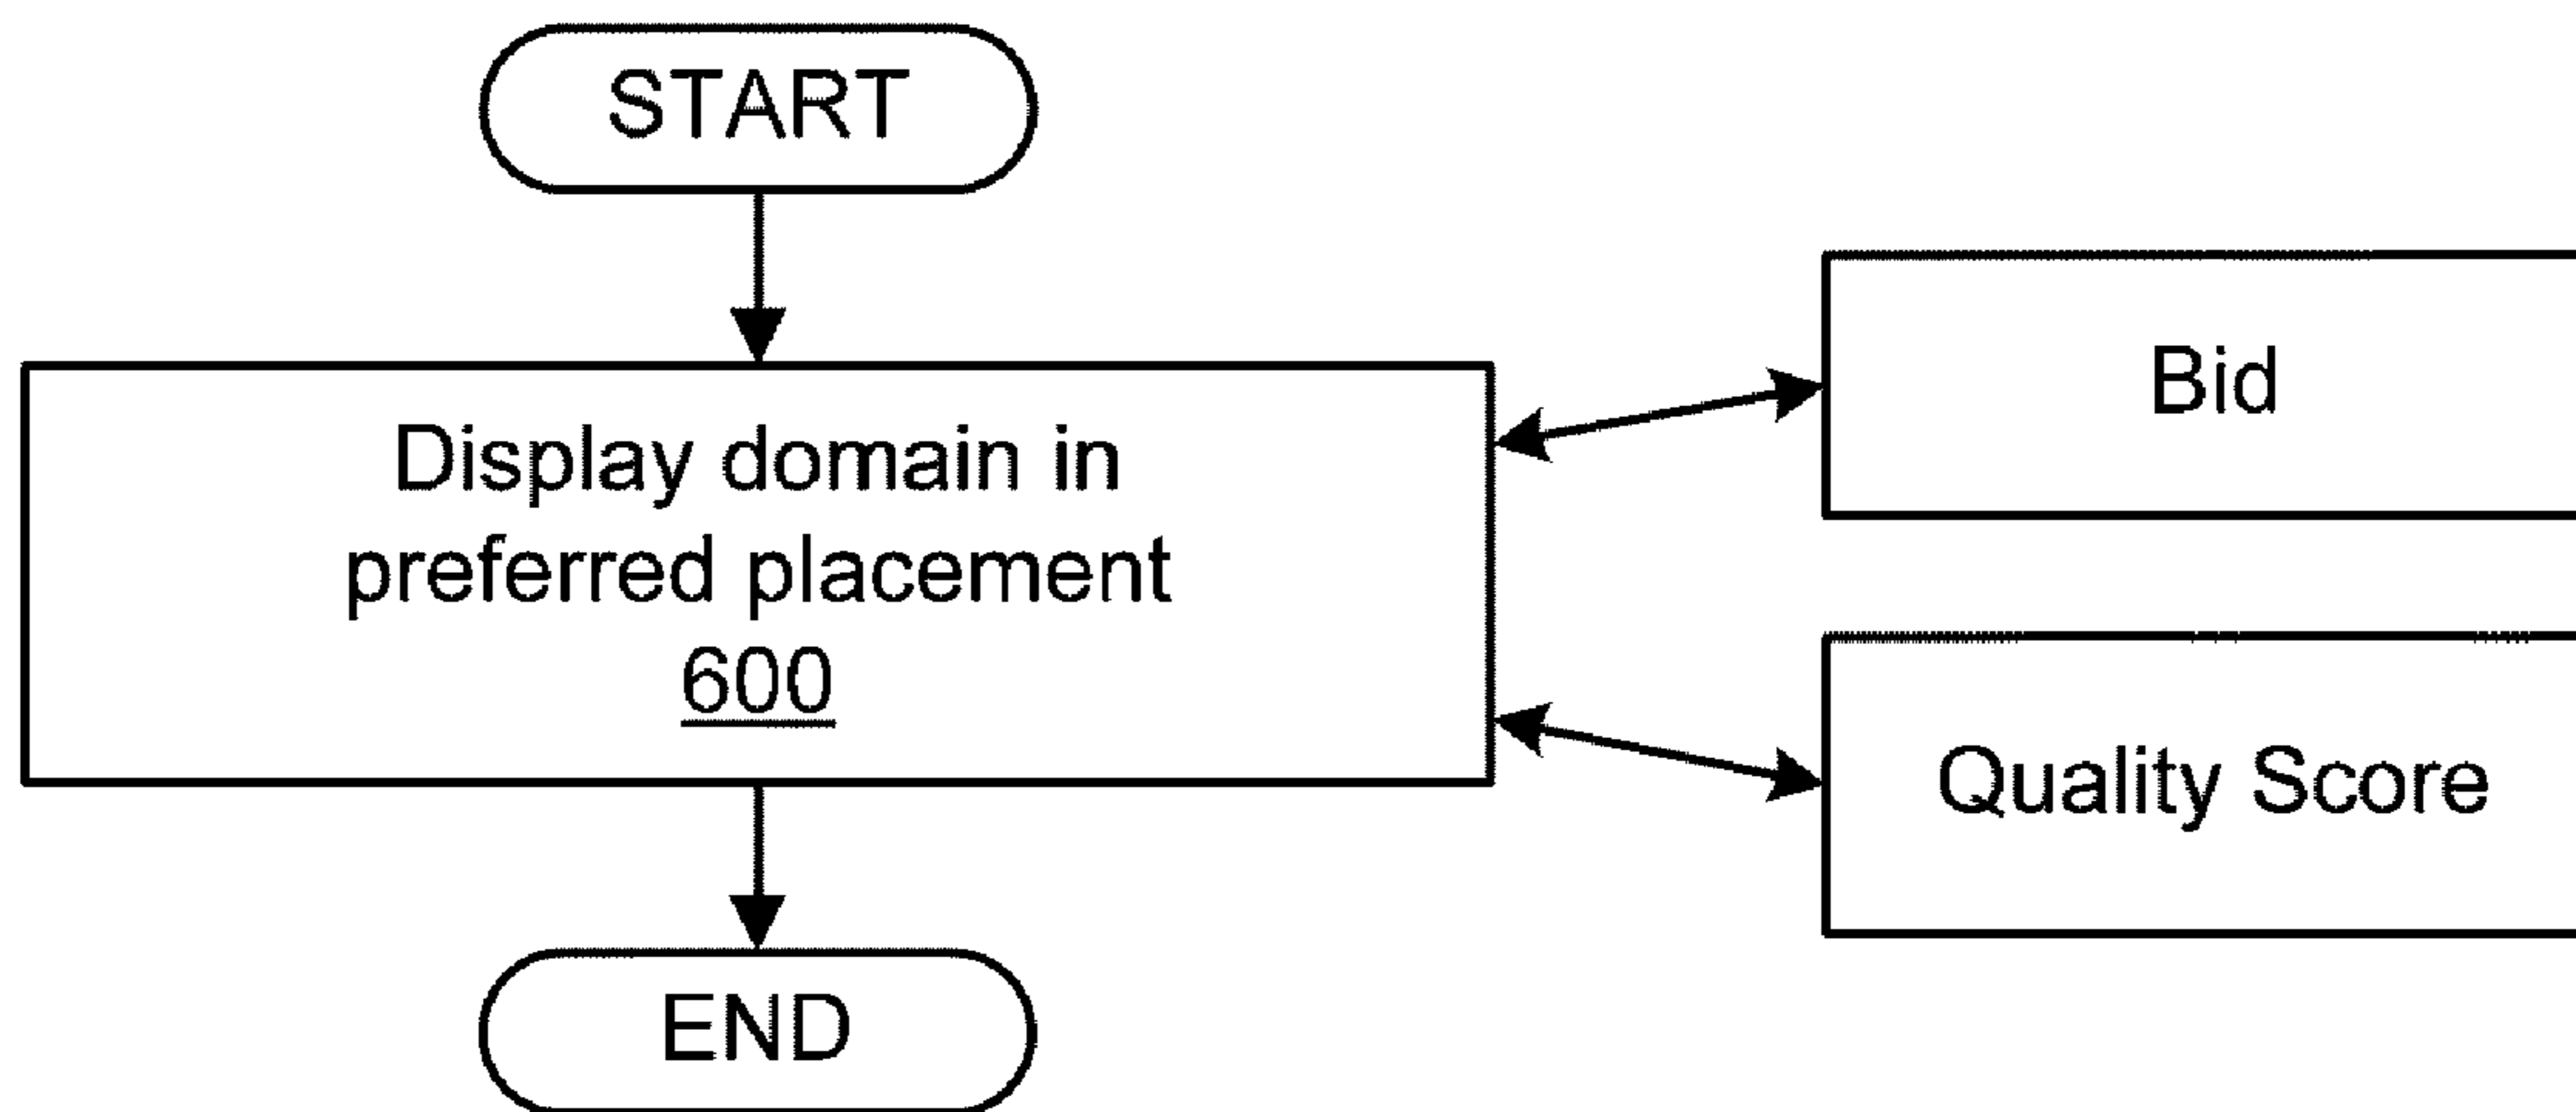 START
Display domain in
preferred placement
600
Bid
Quality Score
END